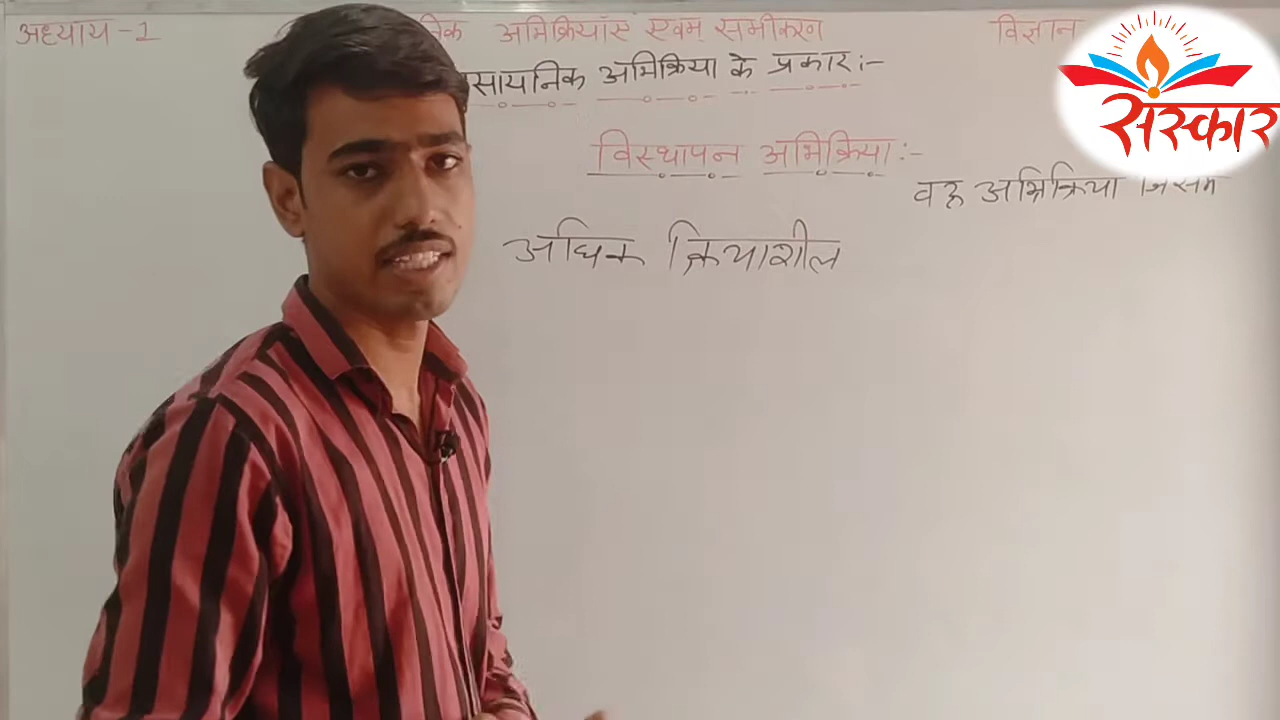 अध्याय-1 अभिक्रियाँए एवम् समीकरण विज्ञान
रासायनिक अभिक्रिया के प्रकार:-
विस्थापन अभिक्रिया:-
वह अभिक्रिया जिसमे
अधिक क्रियाशील
संस्कार